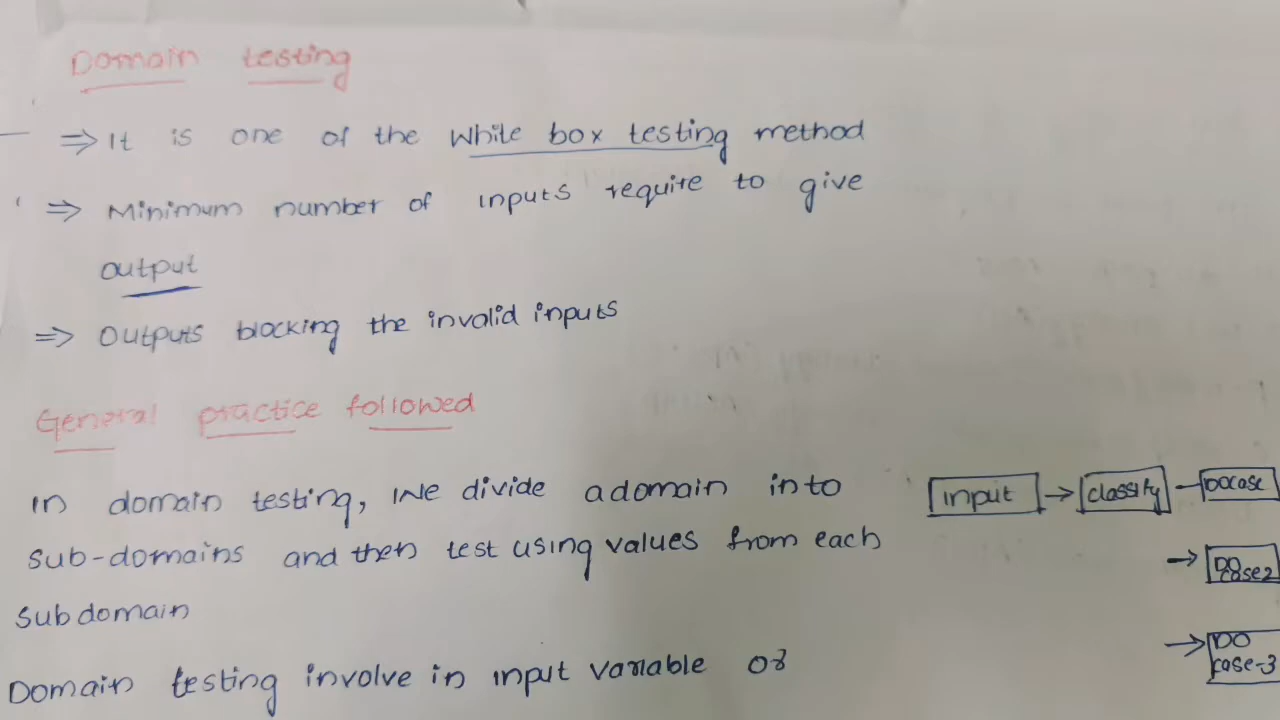 Domain testing
⇒ It is one of the White box testing method
⇒ Minimum number of inputs require to give
output
⇒ Outputs blocking the invalid inputs
General practice followed
In domain testing, We divide a domain into
sub-domains and then test using values from each
subdomain
Domain testing involve in input variable or
input → classify
→ DO case2
→ DO case-3